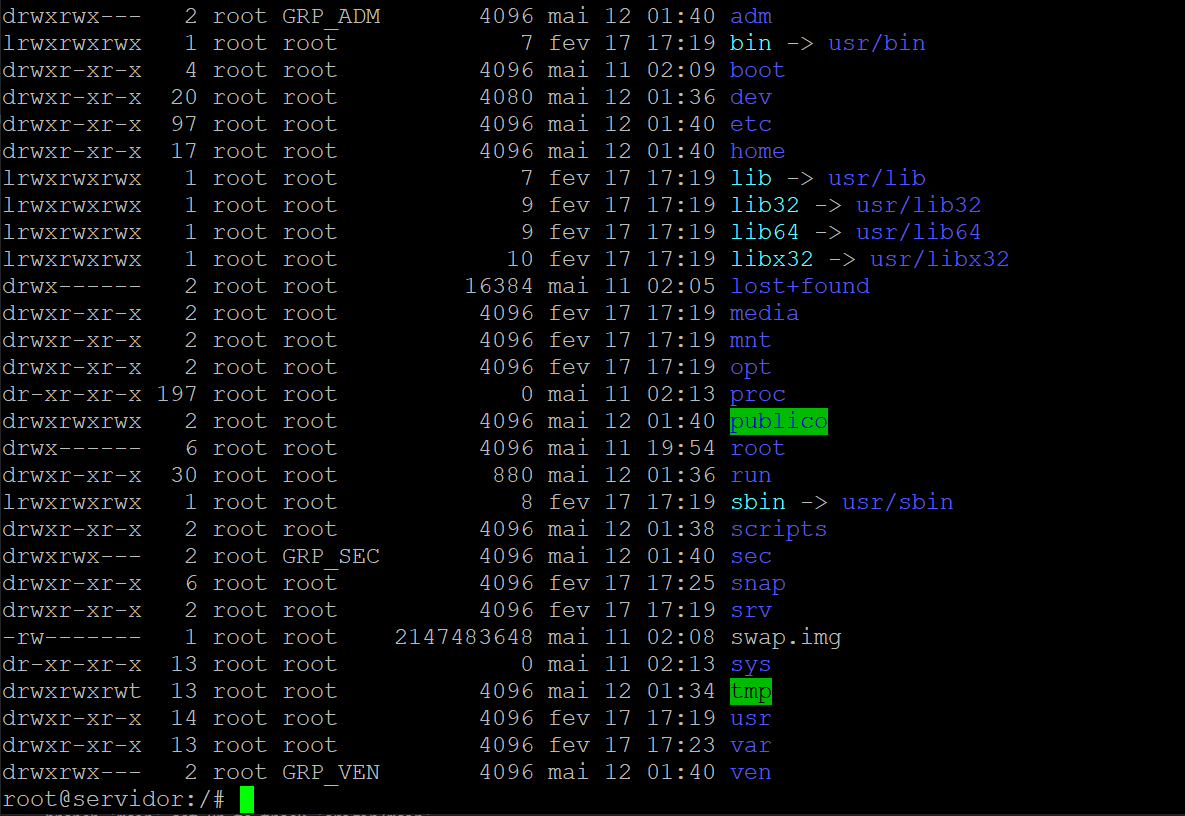 drwxrwx---   2 root GRP_ADM       4096 mai 12 01:40 adm
lrwxrwxrwx   1 root root             7 fev 17 17:19 bin -> usr/bin
drwxr-xr-x   4 root root          4096 mai 11 02:09 boot
drwxr-xr-x  20 root root          4080 mai 12 01:36 dev
drwxr-xr-x  97 root root          4096 mai 12 01:40 etc
drwxr-xr-x  17 root root          4096 mai 12 01:40 home
lrwxrwxrwx   1 root root             7 fev 17 17:19 lib -> usr/lib
lrwxrwxrwx   1 root root             9 fev 17 17:19 lib32 -> usr/lib32
lrwxrwxrwx   1 root root             9 fev 17 17:19 lib64 -> usr/lib64
lrwxrwxrwx   1 root root            10 fev 17 17:19 libx32 -> usr/libx32
drwx------   2 root root         16384 mai 11 02:05 lost+found
drwxr-xr-x   2 root root          4096 fev 17 17:19 media
drwxr-xr-x   2 root root          4096 fev 17 17:19 mnt
drwxr-xr-x   2 root root          4096 fev 17 17:19 opt
dr-xr-xr-x 197 root root             0 mai 11 02:13 proc
drwxrwxrwx   2 root root          4096 mai 12 01:40 publico
drwx------   6 root root          4096 mai 11 19:54 root
drwxr-xr-x  30 root root           880 mai 12 01:36 run
lrwxrwxrwx   1 root root             8 fev 17 17:19 sbin -> usr/sbin
drwxr-xr-x   2 root root          4096 mai 12 01:38 scripts
drwxrwx---   2 root GRP_SEC       4096 mai 12 01:40 sec
drwxr-xr-x   6 root root          4096 fev 17 17:25 snap
drwxr-xr-x   2 root root          4096 fev 17 17:19 srv
-rw-------   1 root root    2147483648 mai 11 02:08 swap.img
dr-xr-xr-x  13 root root             0 mai 11 02:13 sys
drwxrwxrwt  13 root root          4096 mai 12 01:34 tmp
drwxr-xr-x  14 root root          4096 fev 17 17:19 usr
drwxr-xr-x  13 root root          4096 fev 17 17:23 var
drwxrwx---   2 root GRP_VEN       4096 mai 12 01:40 ven
root@servidor:/#